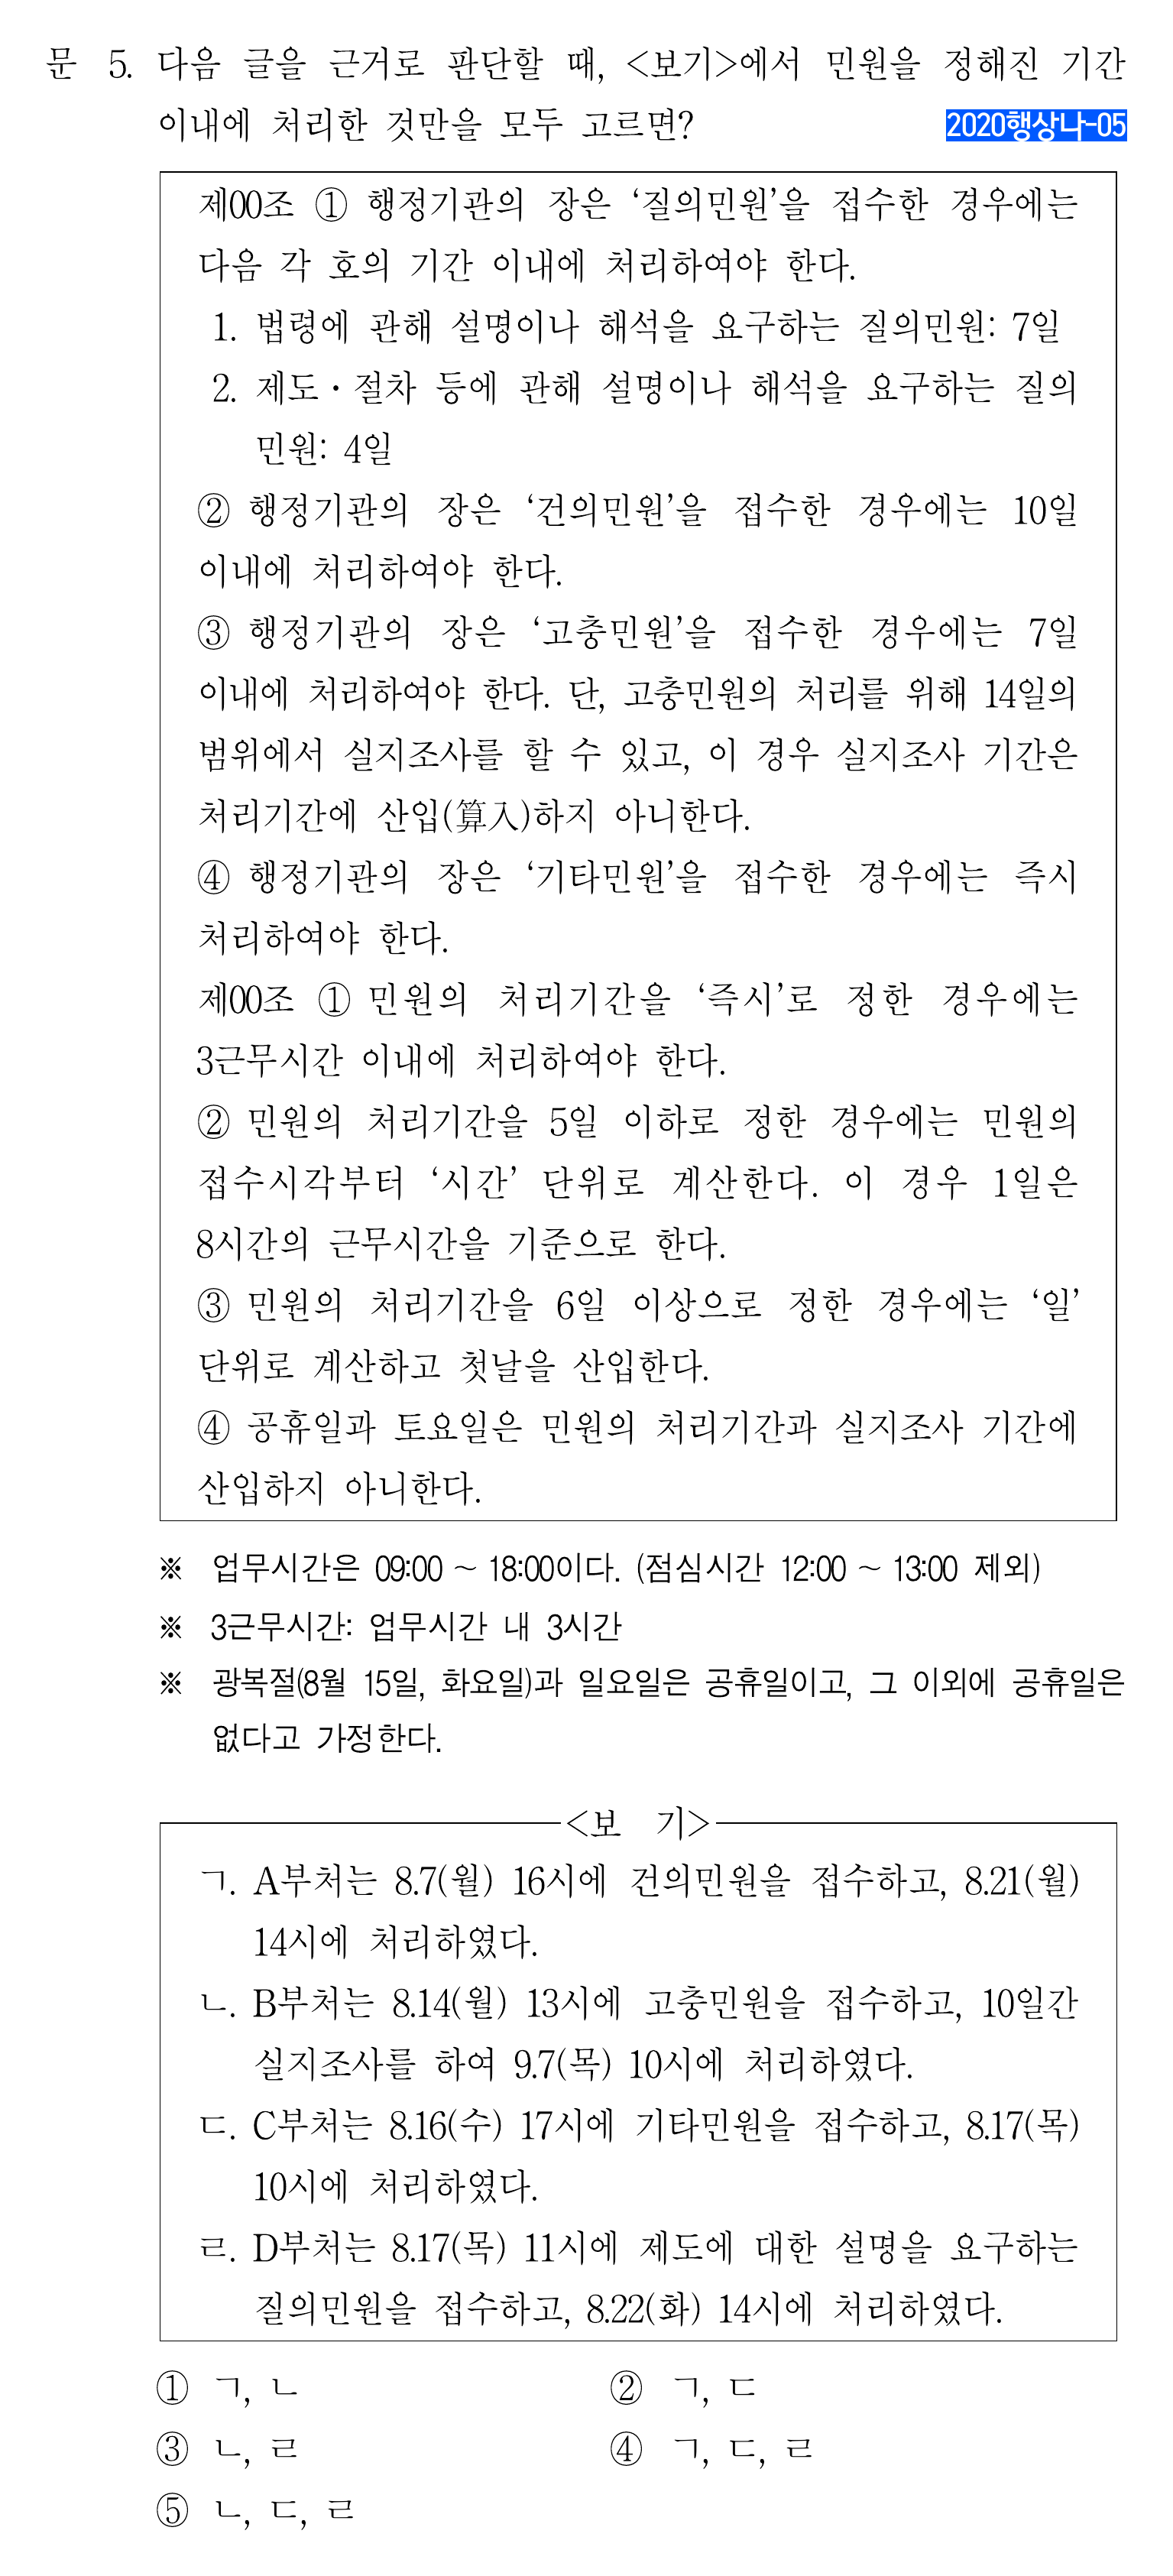 문 5. 다음 글을 근거로 판단할 때, <보기>에서 민원을 정해진 기간
이내에 처리한 것만을 모두 고르면?
2020행상나-05
제00조 ① 행정기관의 장은 ‘질의민원’을 접수한 경우에는
다음 각 호의 기간 이내에 처리하여야 한다.
1. 법령에 관해 설명이나 해석을 요구하는 질의민원: 7일
2. 제도·절차 등에 관해 설명이나 해석을 요구하는 질의
민원: 4일
② 행정기관의 장은 ‘건의민원’을 접수한 경우에는 10일
이내에 처리하여야 한다.
③ 행정기관의 장은 ‘고충민원’을 접수한 경우에는 7일
이내에 처리하여야 한다. 단, 고충민원의 처리를 위해 14일의
범위에서 실지조사를 할 수 있고, 이 경우 실지조사 기간은
처리기간에 산입(算入)하지 아니한다.
④ 행정기관의 장은 ‘기타민원’을 접수한 경우에는 즉시
처리하여야 한다.
제00조 ① 민원의 처리기간을 ‘즉시’로 정한 경우에는
3근무시간 이내에 처리하여야 한다.
② 민원의 처리기간을 5일 이하로 정한 경우에는 민원의
접수시각부터 ‘시간’ 단위로 계산한다. 이 경우 1일은
8시간의 근무시간을 기준으로 한다.
③ 민원의 처리기간을 6일 이상으로 정한 경우에는 ‘일’
단위로 계산하고 첫날을 산입한다.
④ 공휴일과 토요일은 민원의 처리기간과 실지조사 기간에
산입하지 아니한다.
※ 업무시간은 09:00 ~ 18:00이다. (점심시간 12:00 ~ 13:00 제외)
※ 3근무시간: 업무시간 내 3시간
※ 광복절(8월 15일, 화요일)과 일요일은 공휴일이고, 그 이외에 공휴일은
없다고 가정한다.
<보 기>
ㄱ. A부처는 8.7(월) 16시에 건의민원을 접수하고, 8.21(월)
14시에 처리하였다.
ㄴ. B부처는 8.14(월) 13시에 고충민원을 접수하고, 10일간
실지조사를 하여 9.7(목) 10시에 처리하였다.
ㄷ. C부처는 8.16(수) 17시에 기타민원을 접수하고, 8.17(목)
10시에 처리하였다.
ㄹ. D부처는 8.17(목) 11시에 제도에 대한 설명을 요구하는
질의민원을 접수하고, 8.22(화) 14시에 처리하였다.
① ㄱ, ㄴ ② ㄱ, ㄷ
③ ㄴ, ㄹ ④ ㄱ, ㄷ, ㄹ
⑤ ㄴ, ㄷ, ㄹ